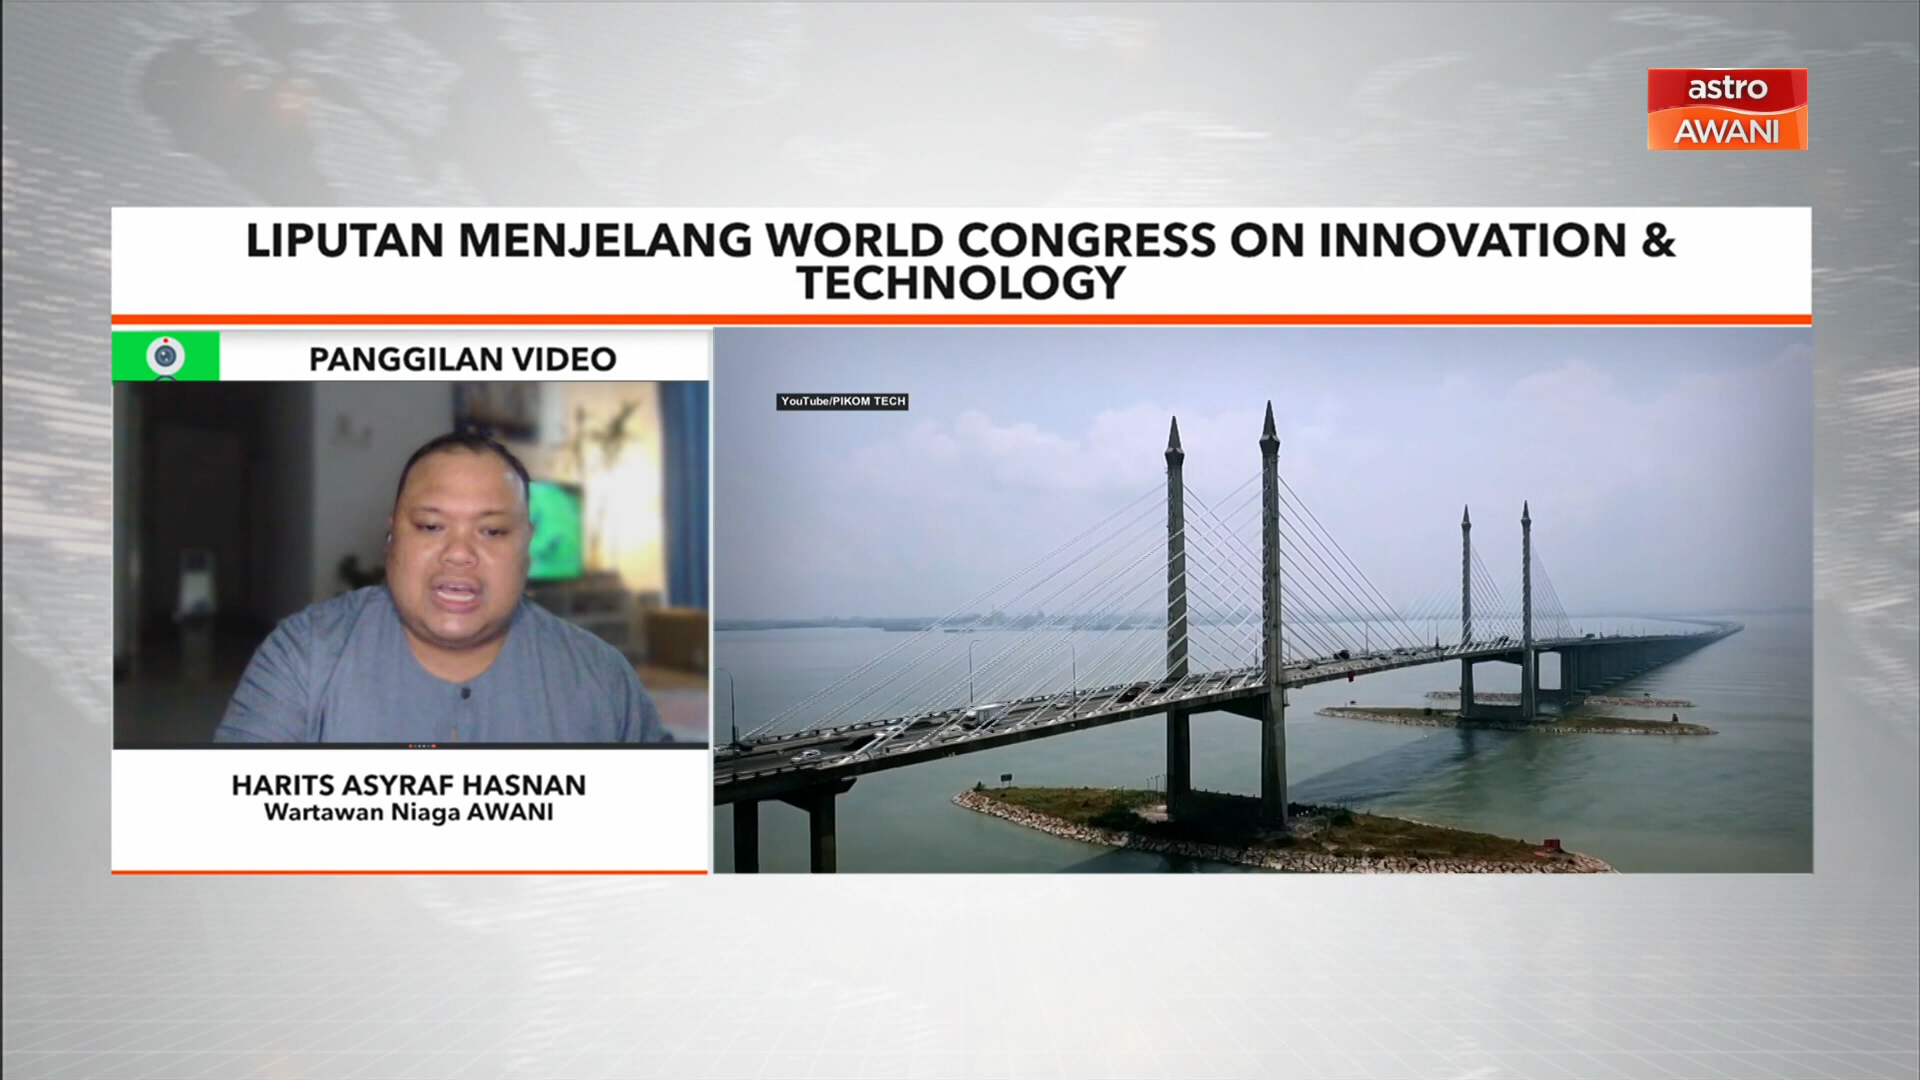 astro
AWANI
LIPUTAN MENJELANG WORLD CONGRESS ON INNOVATION &
TECHNOLOGY
PANGGILAN VIDEO
YouTube/PIKOM TECH
HARITS ASYRAF HASNAN
Wartawan Niaga AWANI